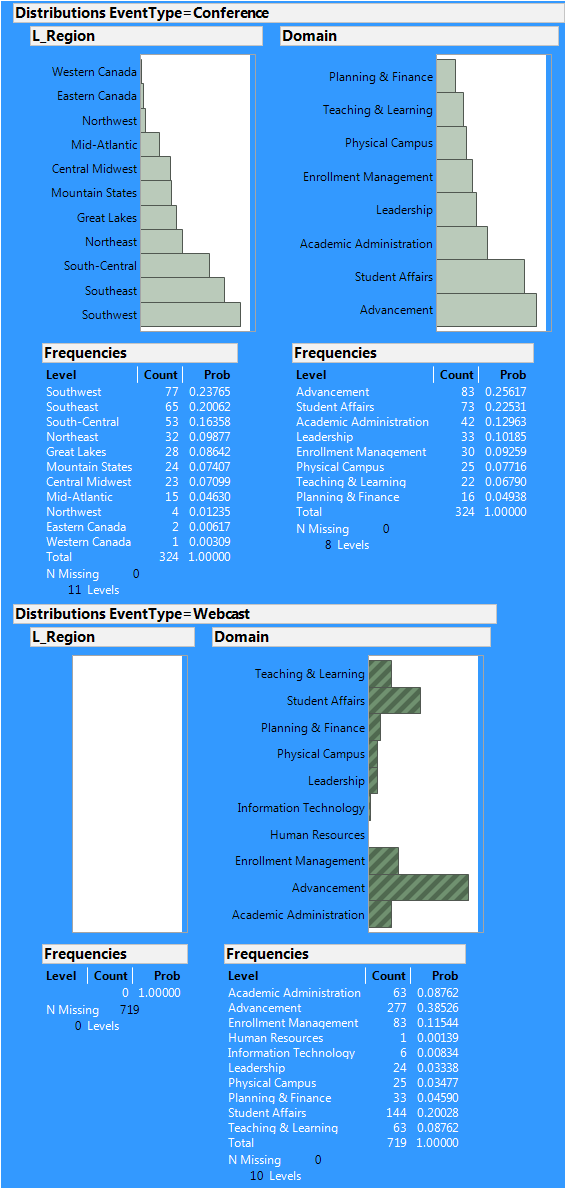 Distributions EventType=Conference
L_Region
Western Canada
Eastern Canada
Northwest
Mid-Atlantic
Central Midwest
Mountain States
Great Lakes
Northeast
South-Central
Southeast
Southwest
Frequencies
Level Count Prob
Southwest 77 0.23765
Southeast 65 0.20062
South-Central 53 0.16358
Northeast 32 0.09877
Great Lakes 28 0.08642
Mountain States 24 0.07407
Central Midwest 23 0.07099
Mid-Atlantic 15 0.04630
Northwest 4 0.01235
Eastern Canada 2 0.00617
Western Canada 1 0.00309
Total 324 1.00000
N Missing 0
11 Levels
Domain
Planning & Finance
Teaching & Learning
Physical Campus
Enrollment Management
Leadership
Academic Administration
Student Affairs
Advancement
Frequencies
Level Count Prob
Advancement 83 0.25617
Student Affairs 73 0.22531
Academic Administration 42 0.12963
Leadership 33 0.10185
Enrollment Management 30 0.09259
Physical Campus 25 0.07716
Teaching & Learning 22 0.06790
Planning & Finance 16 0.04938
Total 324 1.00000
N Missing 0
8 Levels
Distributions EventType=Webcast
L_Region
Frequencies
Level Count Prob
0 1.00000
N Missing 719
0 Levels
Domain
Teaching & Learning
Student Affairs
Planning & Finance
Physical Campus
Leadership
Information Technology
Human Resources
Enrollment Management
Advancement
Academic Administration
Frequencies
Level Count Prob
Academic Administration 63 0.08762
Advancement 277 0.38526
Enrollment Management 83 0.11544
Human Resources 1 0.00139
Information Technology 6 0.00834
Leadership 24 0.03338
Physical Campus 25 0.03477
Planning & Finance 33 0.04590
Student Affairs 144 0.20028
Teaching & Learning 63 0.08762
Total 719 1.00000
N Missing 0
10 Levels